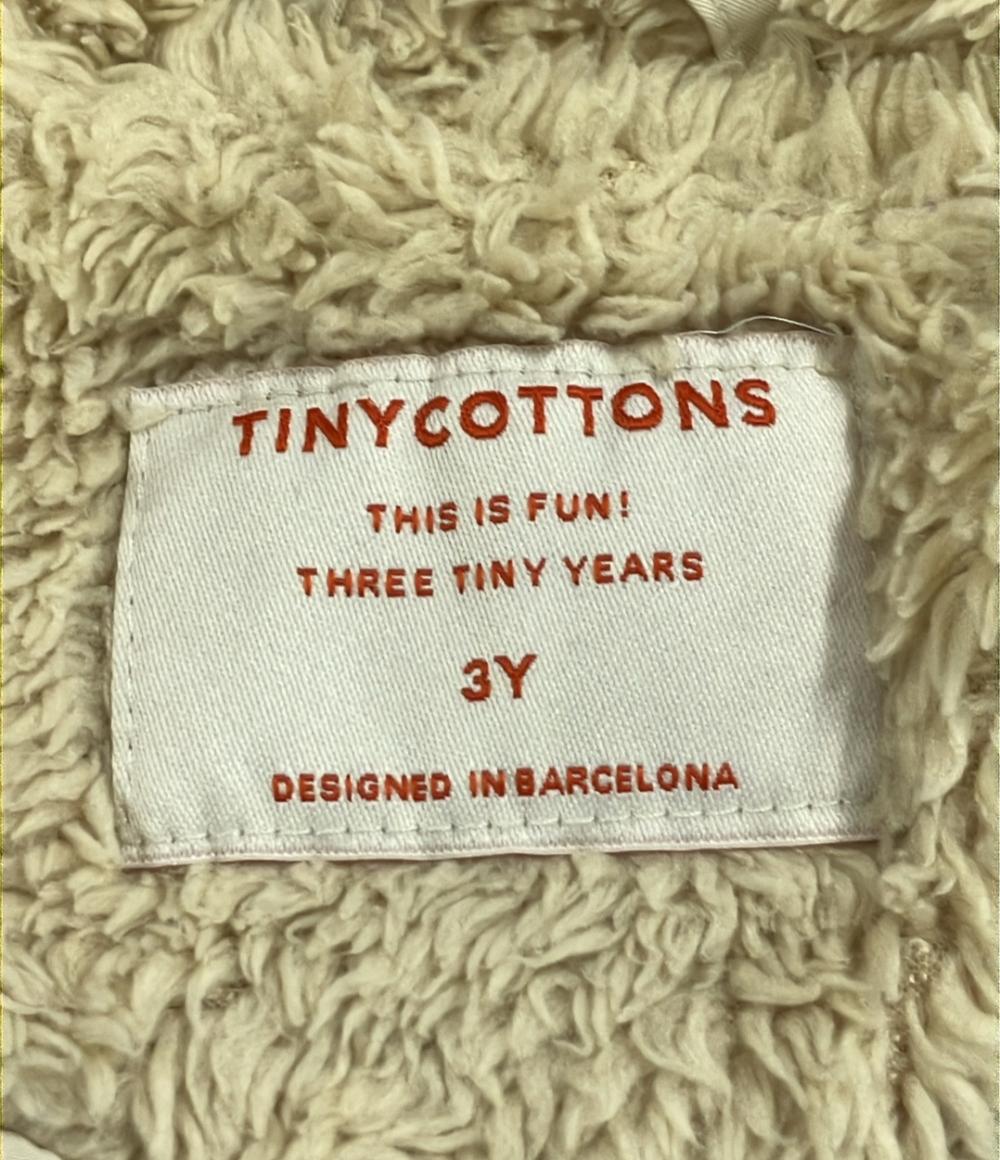 TINYCOTTONS
THIS IS FUN!
THREE TINY YEARS
3Y
DESIGNED IN BARCELONA